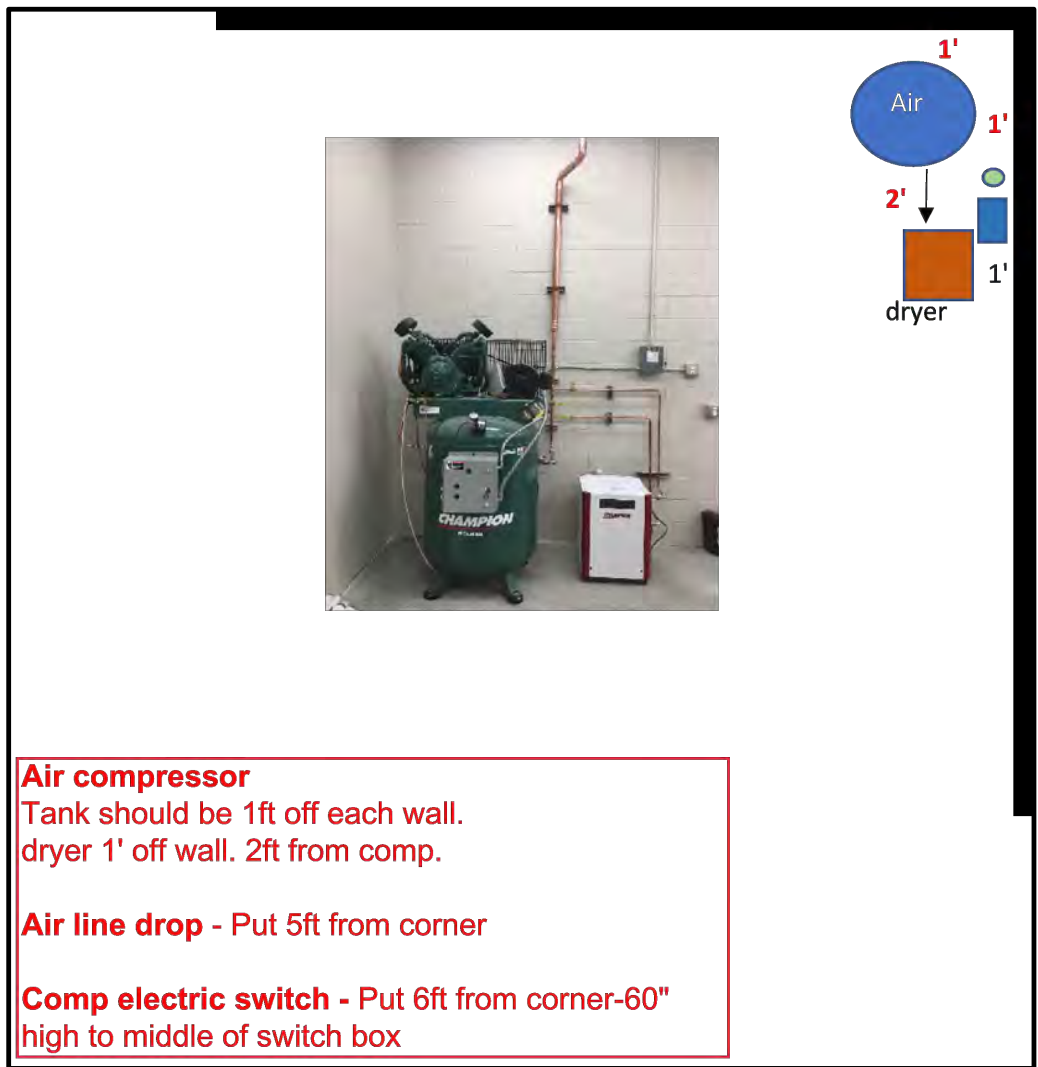 1'
Air
1'
2'
1'
dryer
CHAMPION
Air compressor
Tank should be 1ft off each wall.
dryer 1' off wall. 2ft from comp.
Air line drop - Put 5ft from corner
Comp electric switch - Put 6ft from corner-60"
high to middle of switch box